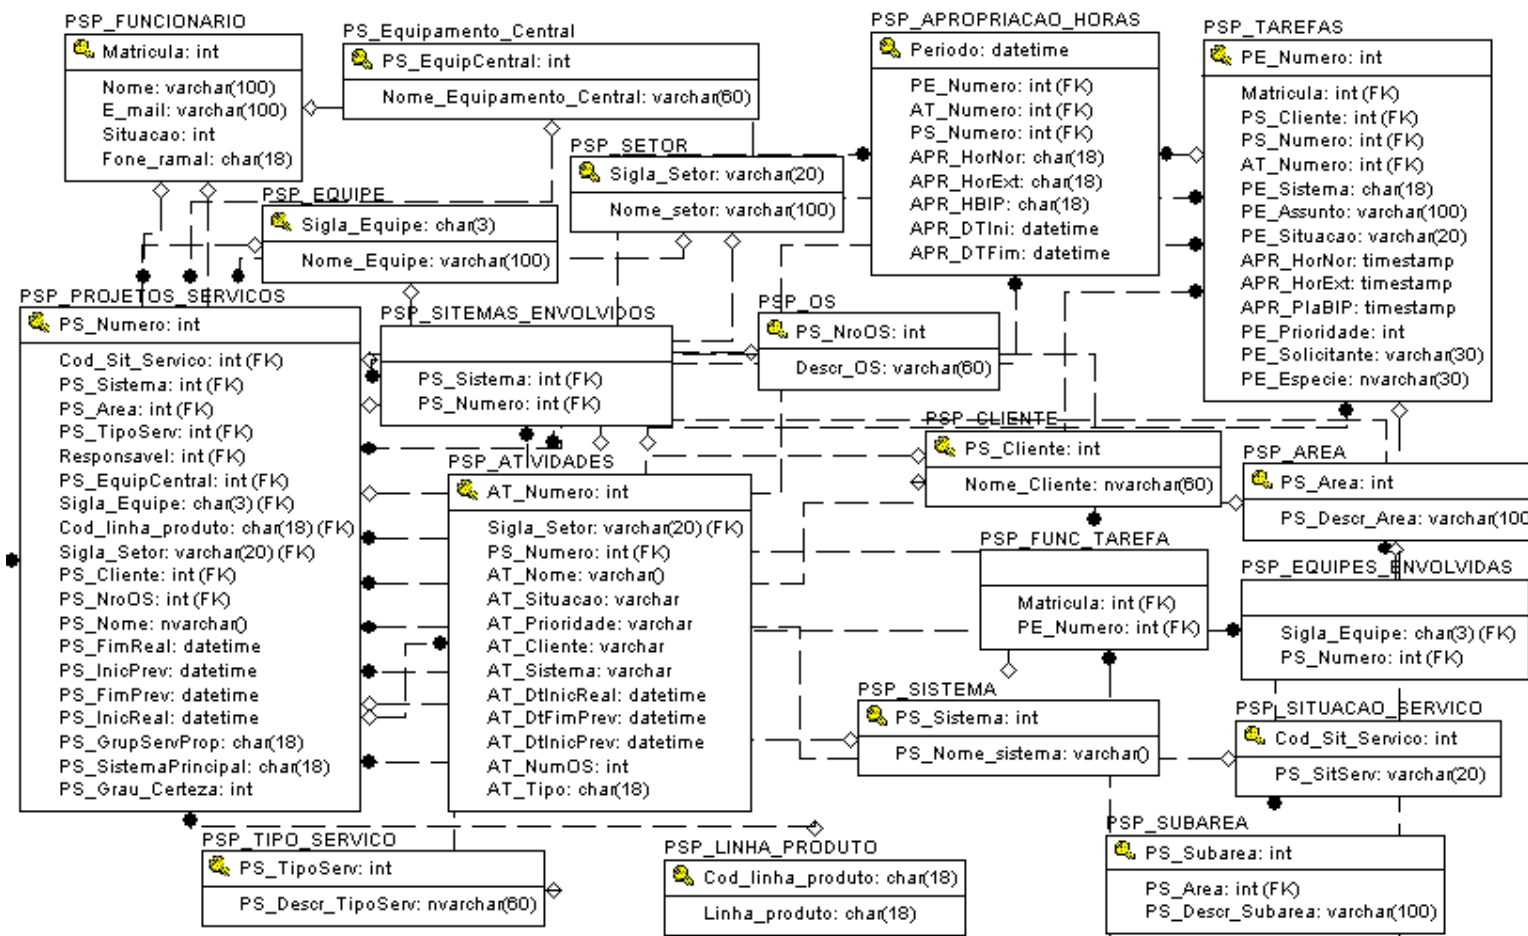 PSP_FUNCIONARIO
Matricula: int
Nome: varchar(100)
E_mail: varchar(100)
Situacao: int
Fone_ramal: char(18)
PS_Equipamento_Central
PS_EquipCentral: int
Nome_Equipamento_Central: varchar(60)
PSP_APROPRIACAO_HORAS
Periodo: datetime
PE_Numero: int (FK)
AT_Numero: int (FK)
PS_Numero: int (FK)
APR_HorNor: char(18)
APR_HorExt: char(18)
APR_HBIP: char(18)
APR_DTIni: datetime
APR_DTFim: datetime
PSP_TAREFAS
PE_Numero: int
Matricula: int (FK)
PS_Cliente: int (FK)
PS_Numero: int (FK)
AT_Numero: int (FK)
PE_Sistema: char(18)
PE_Assunto: varchar(100)
PE_Situacao: varchar(20)
APR_HorNor: timestamp
APR_HorExt: timestamp
APR_PlaBIP: timestamp
PE_Prioridade: int
PE_Solicitante: varchar(30)
PE_Especie: nvarchar(30)
PSP_SETOR
Sigla_Setor: varchar(20)
Nome_setor: varchar(100)
PSP_EQUIPE
Sigla_Equipe: char(3)
Nome_Equipe: varchar(100)
PSP_PROJETOS_SERVICOS
PS_Numero: int
Cod_Sit_Servico: int (FK)
PS_Sistema: int (FK)
PS_Area: int (FK)
PS_TipoServ: int (FK)
Responsavel: int (FK)
PS_EquipCentral: int (FK)
Sigla_Equipe: char(3) (FK)
Cod_linha_produto: char(18) (FK)
Sigla_Setor: varchar(20) (FK)
PS_Cliente: int (FK)
PS_NroOS: int (FK)
PS_Nome: nvarchar()
PS_FimReal: datetime
PS_InicPrev: datetime
PS_FimPrev: datetime
PS_InicReal: datetime
PS_GrupServProp: char(18)
PS_SistemaPrincipal: char(18)
PS_Grau_Certeza: int
PSP_SITEMAS_ENVOLVIDOS
PS_Sistema: int (FK)
PS_Numero: int (FK)
PSP_OS
PS_NroOS: int
Descr_OS: varchar(60)
PSP_ATIVIDADES
AT_Numero: int
Sigla_Setor: varchar(20) (FK)
PS_Numero: int (FK)
AT_Nome: varchar()
AT_Situacao: varchar
AT_Prioridade: varchar
AT_Cliente: varchar
AT_Sistema: varchar
AT_DtInicReal: datetime
AT_DtFimPrev: datetime
AT_DtInicPrev: datetime
AT_NumOS: int
AT_Tipo: char(18)
PSP_CLIENTE
PS_Cliente: int
Nome_Cliente: nvarchar(60)
PSP_AREA
PS_Area: int
PS_Descr_Area: varchar(100
PSP_FUNC_TAREFA
Matricula: int (FK)
PE_Numero: int (FK)
PSP_EQUIPES_ENVOLVIDAS
Sigla_Equipe: char(3) (FK)
PS_Numero: int (FK)
PSP_SISTEMA
PS_Sistema: int
PS_Nome_sistema: varchar()
PSP_SITUACAO_SERVICO
Cod_Sit_Servico: int
PS_SitServ: varchar(20)
PSP_TIPO_SERVICO
PS_TipoServ: int
PS_Descr_TipoServ: nvarchar(60)
PSP_LINHA_PRODUTO
Cod_linha_produto: char(18)
Linha_produto: char(18)
PSP_SUBAREA
PS_Subarea: int
PS_Area: int (FK)
PS_Descr_Subarea: varchar(100)